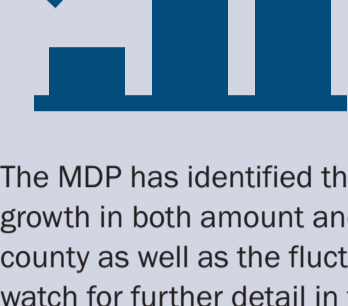 The MDP has identified th
growth in both amount an
county as well as the fluct
watch for further detail in